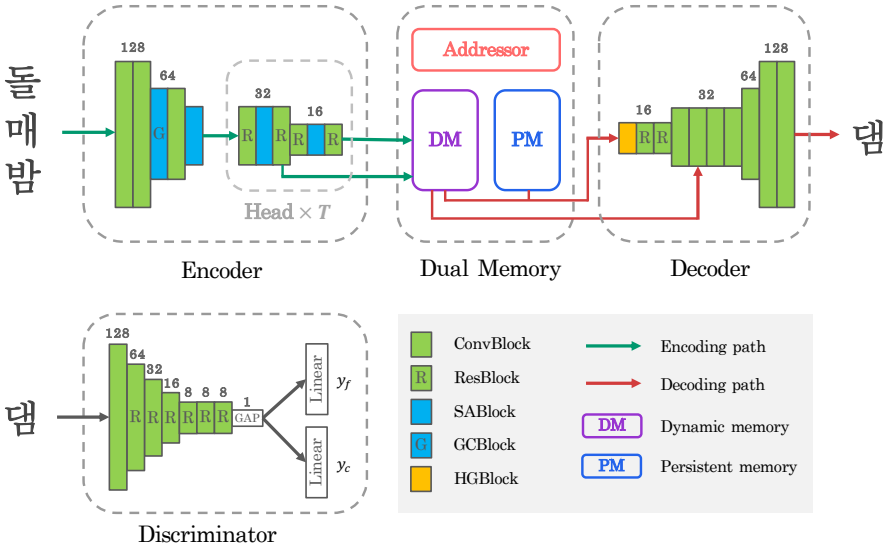 돌
매
밤
128
64
G
32
R
R
16
R
R
Head × T
Encoder
Addressor
DM
PM
Dual Memory
16
R
R
32
64
128
댐
Decoder
댐
128
64
32
16
8
8
8
1
R
R
R
R
R
R
GAP
Linear
y_f
Linear
y_c
Discriminator
ConvBlock
R
ResBlock
SABlock
G
GCBlock
HGBlock
Encoding path
Decoding path
DM
Dynamic memory
PM
Persistent memory